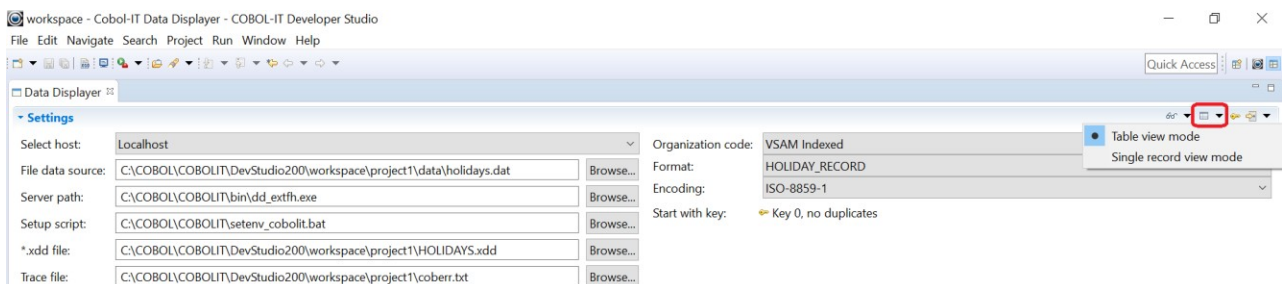 workspace - Cobol-IT Data Displayer - COBOL-IT Developer Studio
File Edit Navigate Search Project Run Window Help
Quick Access
Data Displayer
Settings
Table view mode
Single record view mode
Select host: Localhost
File data source: C:\COBOL\COBOLIT\DevStudio200\workspace\project1\data\holidays.dat Browse...
Server path: C:\COBOL\COBOLIT\bin\dd_extfh.exe Browse...
Setup script: C:\COBOL\COBOLIT\setenv_cobolit.bat Browse...
*.xdd file: C:\COBOL\COBOLIT\DevStudio200\workspace\project1\HOLIDAYS.xdd Browse...
Trace file: C:\COBOL\COBOLIT\DevStudio200\workspace\project1\coberr.txt Browse...
Organization code: VSAM Indexed
Format: HOLIDAY_RECORD
Encoding: ISO-8859-1
Start with key: Key 0, no duplicates